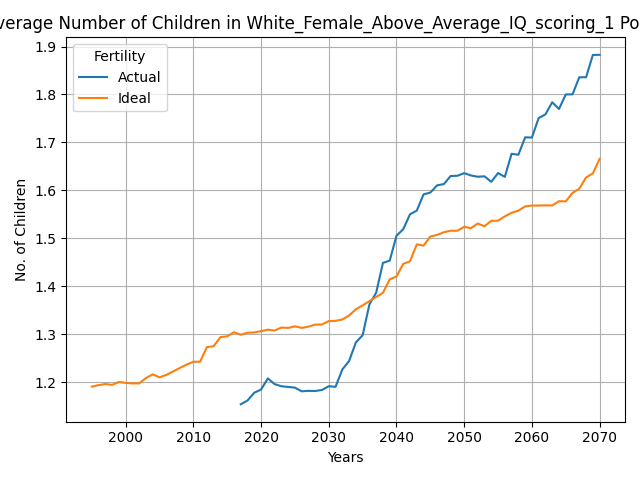 verage Number of Children in White_Female_Above_Average_IQ_scoring_1 Po
Fertility
Actual
Ideal
1.9
1.8
1.7
1.6
1.5
1.4
1.3
1.2
No. of Children
2000 2010 2020 2030 2040 2050 2060 2070
Years